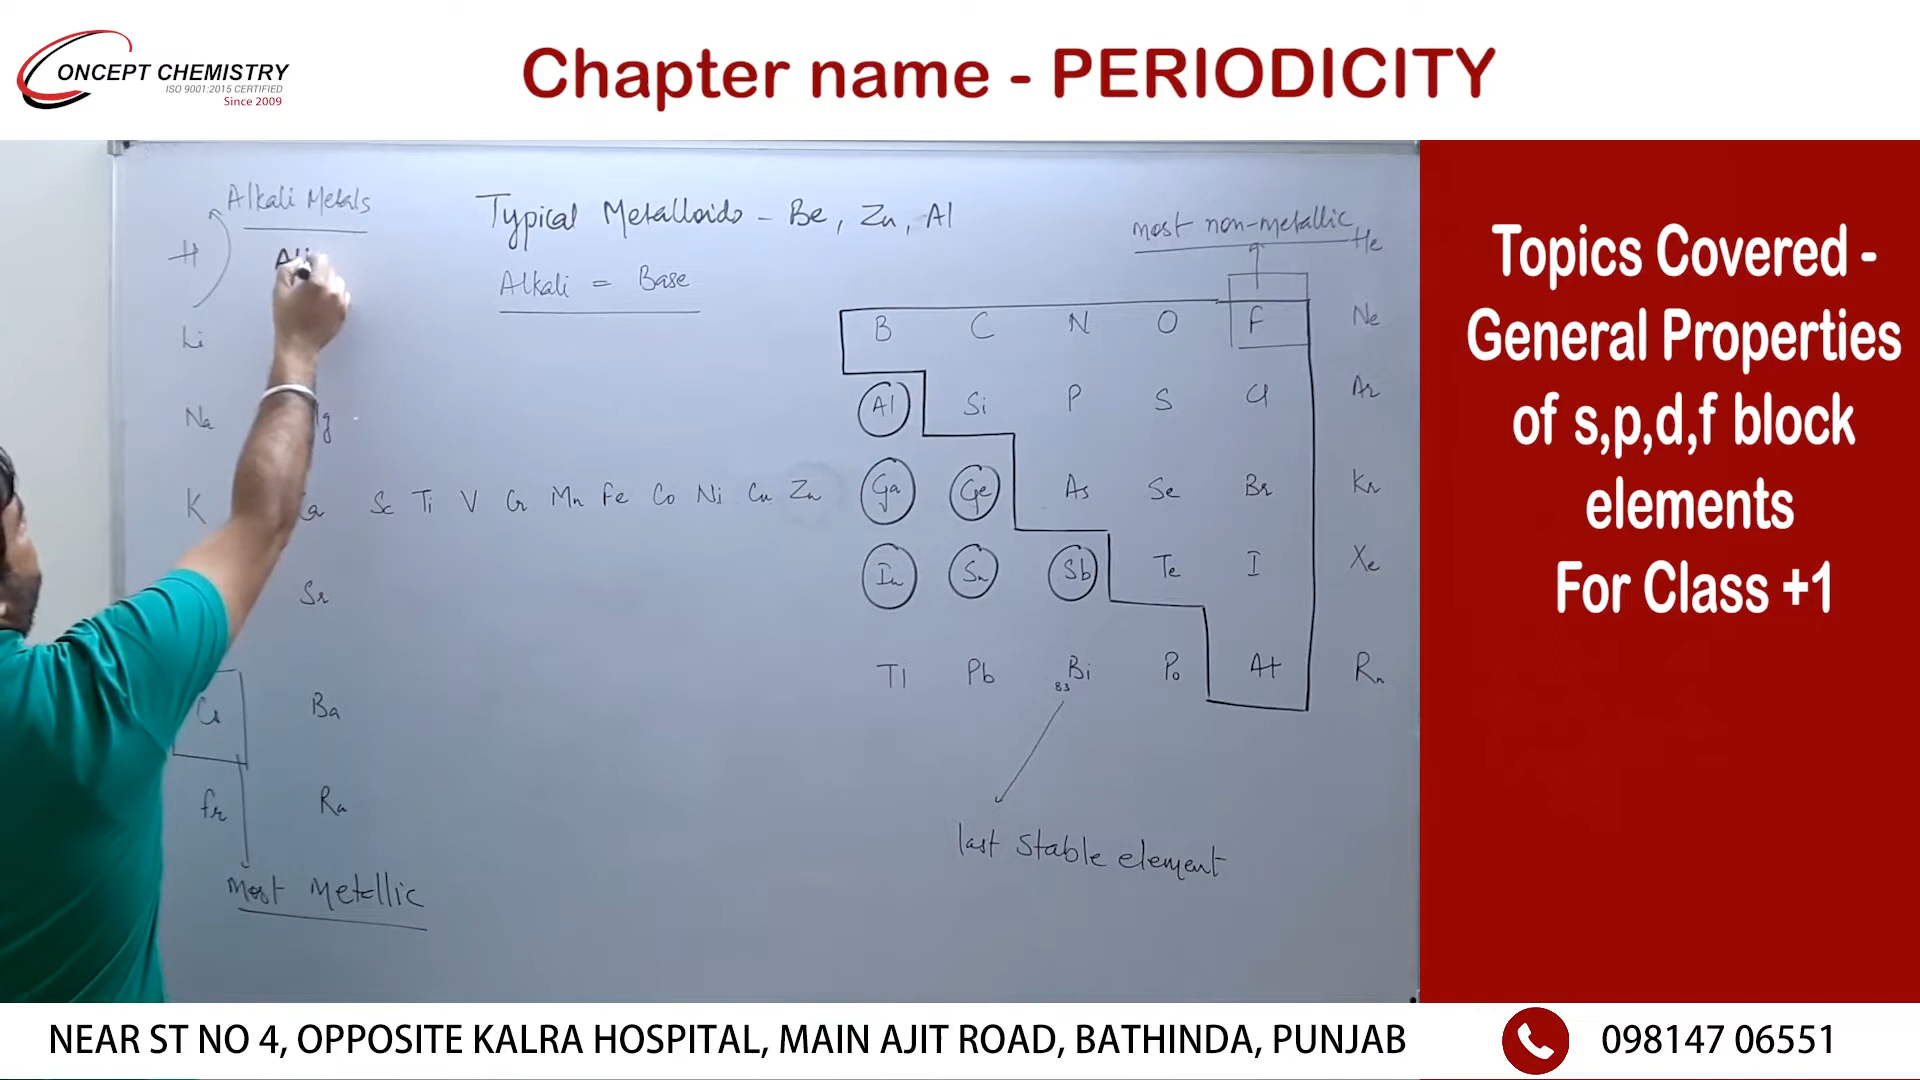 CONCEPT CHEMISTRY
ISO 9001:2015 CERTIFIED
Since 2009
Chapter name - PERIODICITY
Alkali Metals
Typical Metalloids - Be, Zn, Al
most non-metallic
H
He
Alkali = Base
Li
B C N O F Ne
Na
Al Si P S Cl Ar
K Sc Ti V Cr Mn Fe Co Ni Cu Zn Ga Ge As Se Br Kr
Sr In Sn Sb Te I Xe
Cs Ba Tl Pb Bi Po At Rn
83
Fr Ra
last stable element
Most Metallic
Topics Covered -
General Properties
of s,p,d,f block
elements
For Class +1
NEAR ST NO 4, OPPOSITE KALRA HOSPITAL, MAIN AJIT ROAD, BATHINDA, PUNJAB
098147 06551